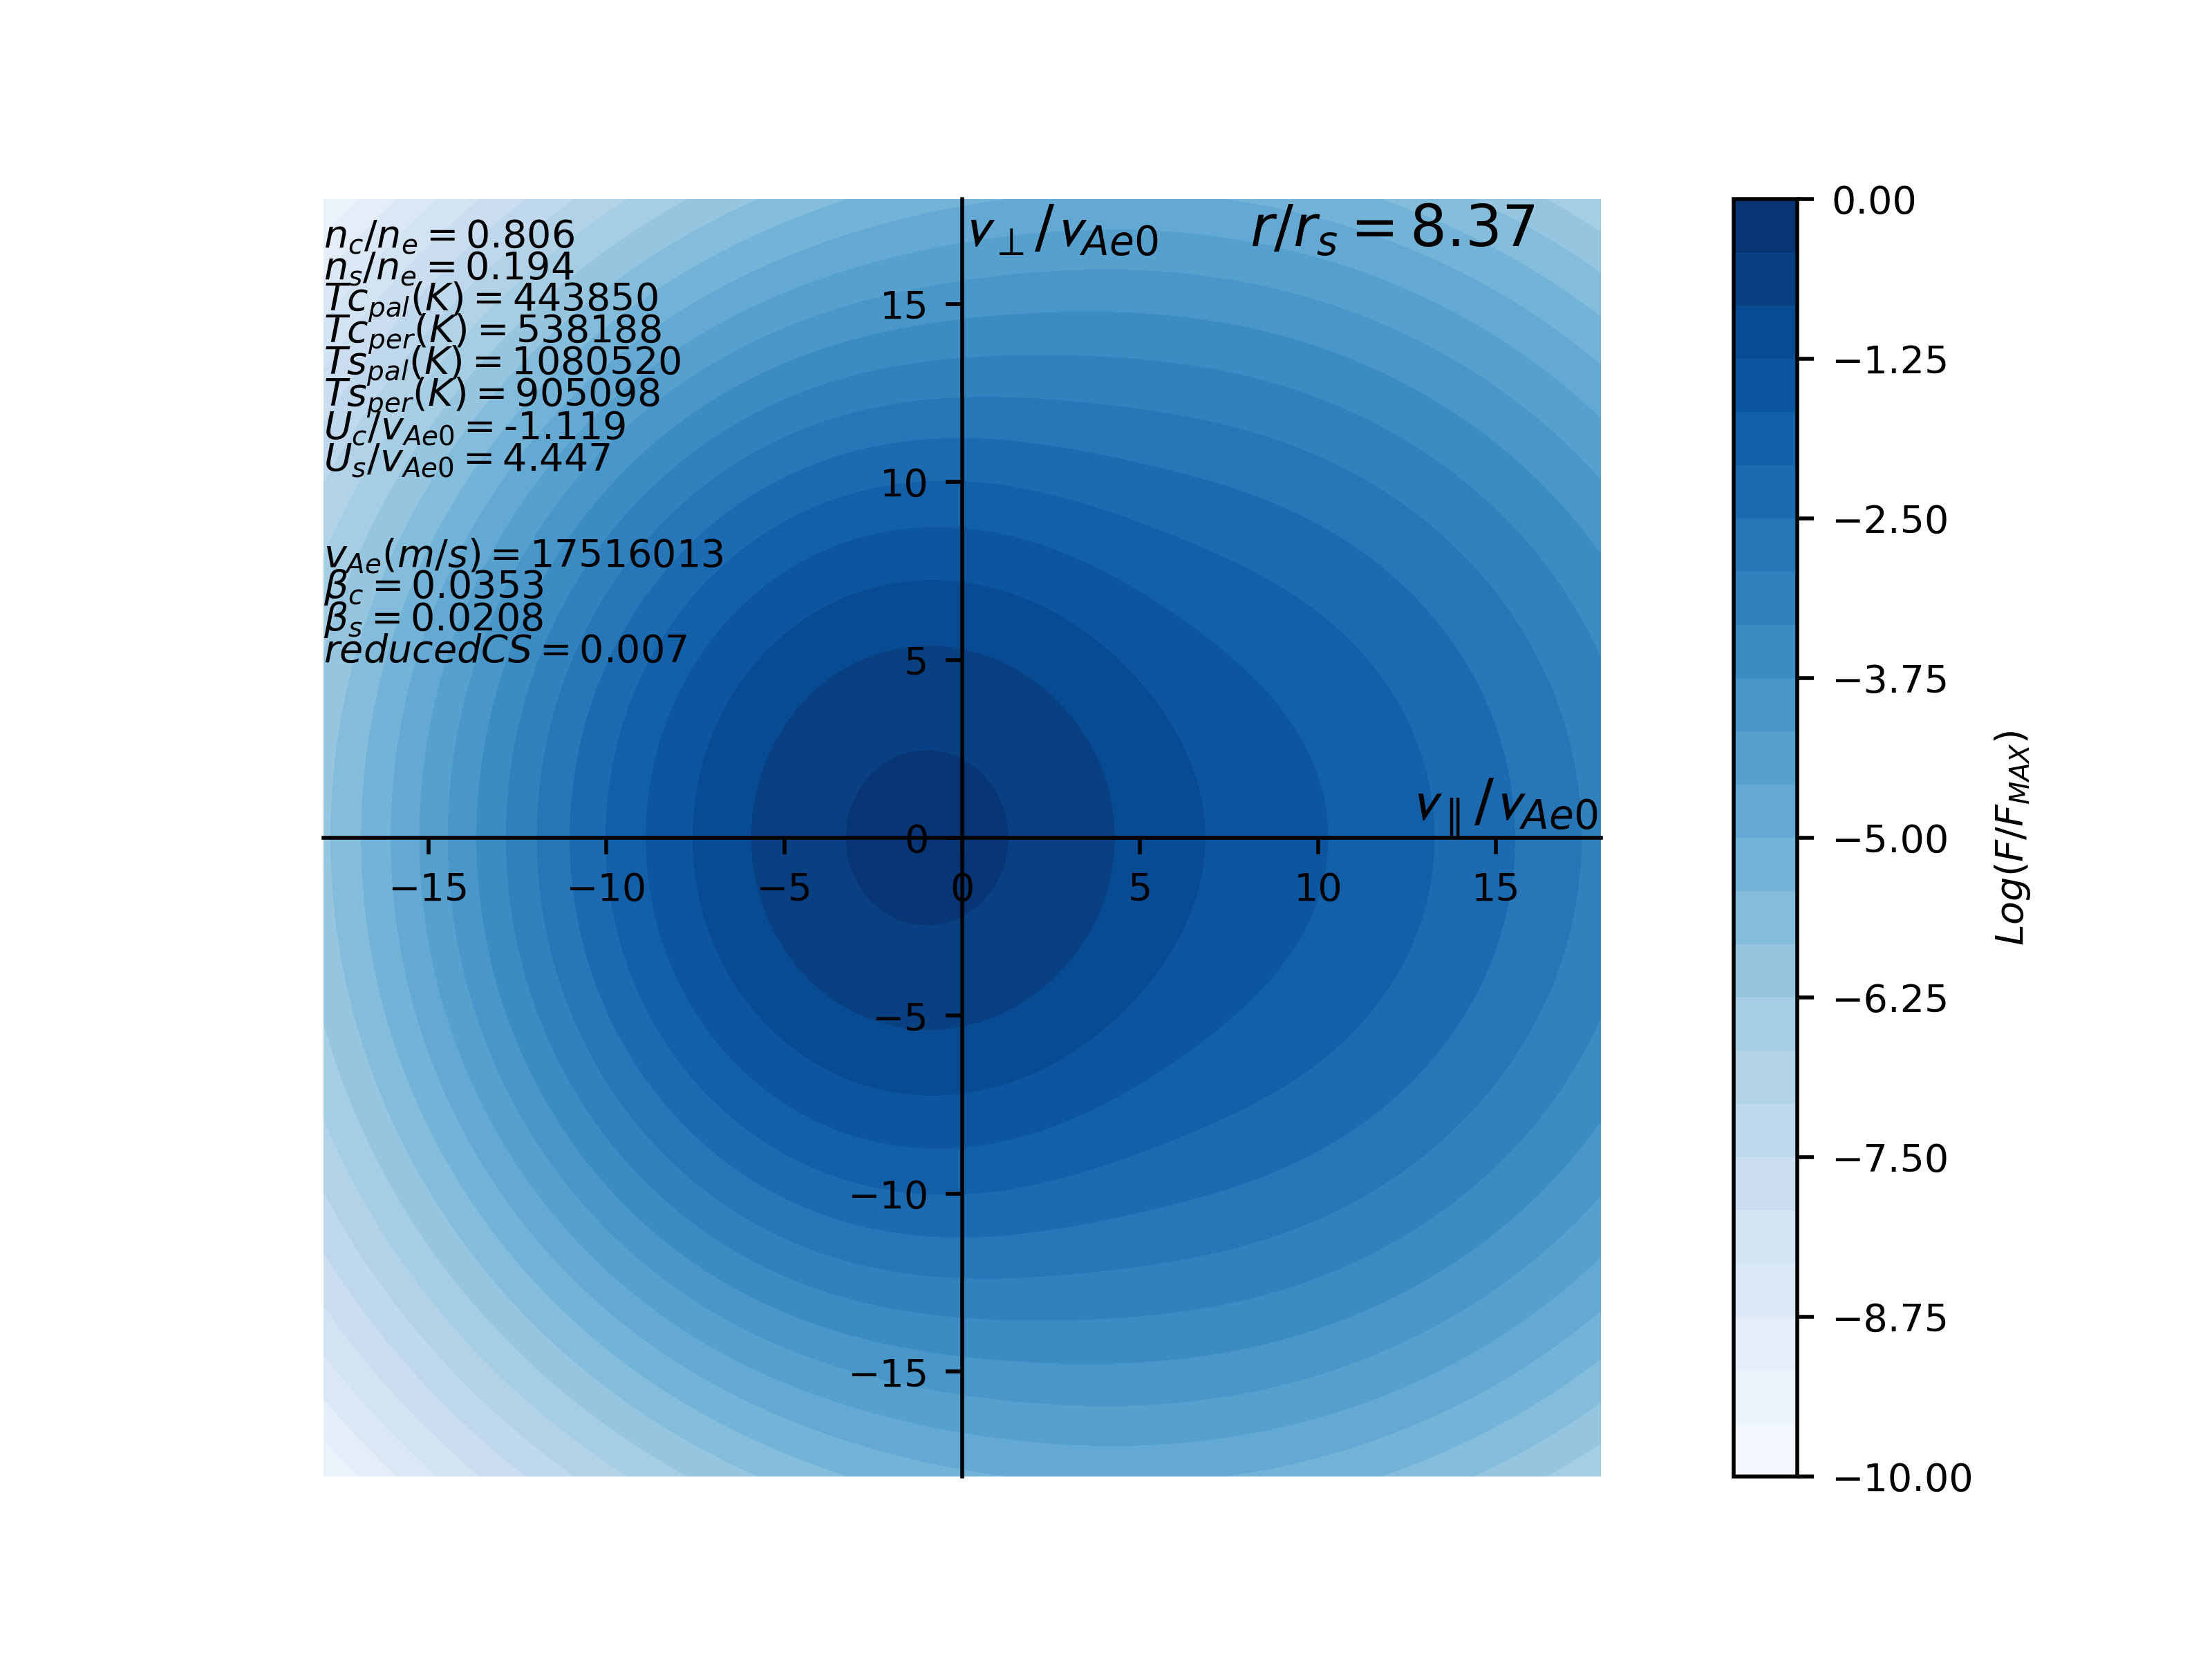 n_c/n_e = 0.806
n_s/n_e = 0.194
Tc_pal(K) = 443850
Tc_per(K) = 538188
Ts_pal(K) = 1080520
Ts_per(K) = 905098
U_c/v_Ae0 = -1.119
U_s/v_Ae0 = 4.447
v_Ae(m/s) = 17516013
β_c = 0.0353
β_s = 0.0208
reducedCS = 0.007
v_⊥/v_Ae0
r/r_s = 8.37
15
10
5
0
−5
−10
−15
v_∥/v_Ae0
−15
−10
−5
0
5
10
15
0.00
−1.25
−2.50
−3.75
−5.00
−6.25
−7.50
−8.75
−10.00
Log(F/F_MAX)